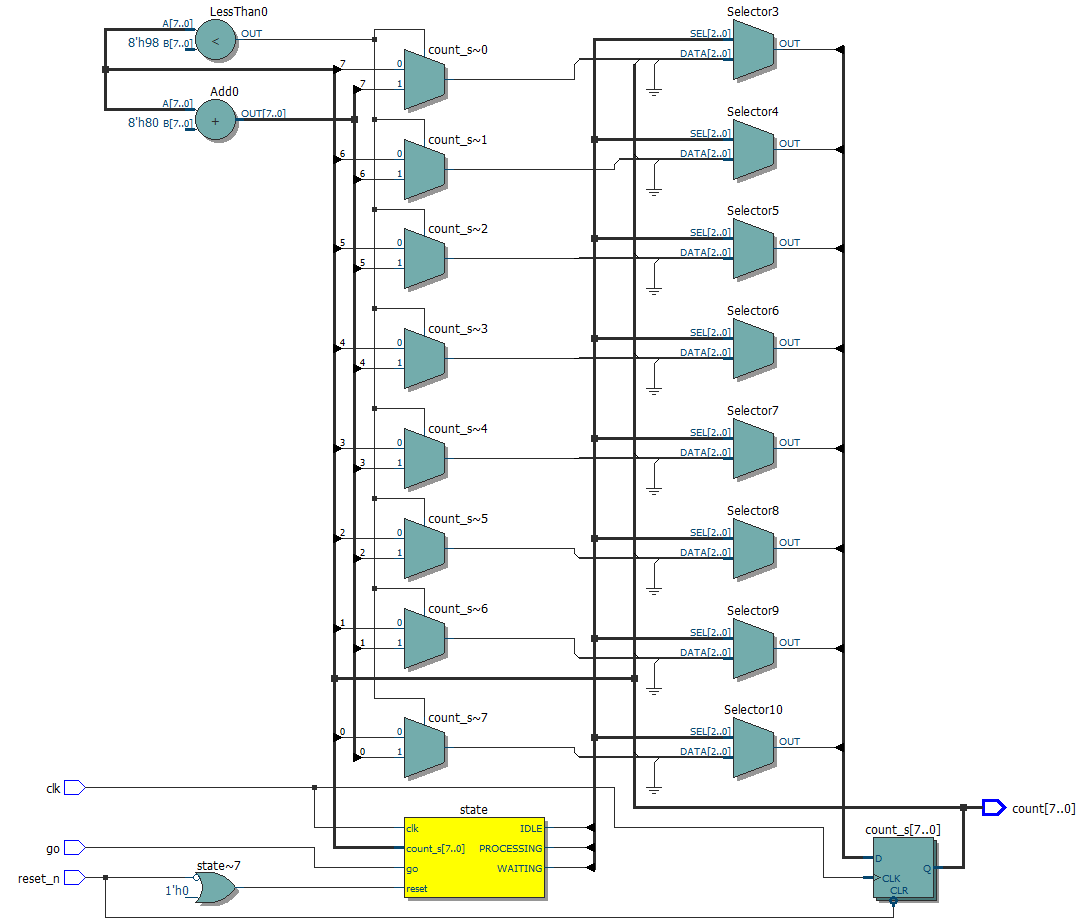 LessThan0
A[7..0]
OUT
8'h98 B[7..0]
<
Add0
A[7..0]
OUT[7..0]
8'h80 B[7..0]
+
count_s~0
7 0
7 1
count_s~1
6 0
6 1
count_s~2
5 0
5 1
count_s~3
4 0
4 1
count_s~4
3 0
3 1
count_s~5
2 0
2 1
count_s~6
1 0
1 1
count_s~7
0 0
0 1
Selector3
SEL[2..0]
OUT
DATA[2..0]
Selector4
SEL[2..0]
OUT
DATA[2..0]
Selector5
SEL[2..0]
OUT
DATA[2..0]
Selector6
SEL[2..0]
OUT
DATA[2..0]
Selector7
SEL[2..0]
OUT
DATA[2..0]
Selector8
SEL[2..0]
OUT
DATA[2..0]
Selector9
SEL[2..0]
OUT
DATA[2..0]
Selector10
SEL[2..0]
OUT
DATA[2..0]
clk
go
reset_n
state~7
1'h0
state
clk IDLE
count_s[7..0] PROCESSING
go WAITING
reset
count_s[7..0]
D
Q
CLK
CLR
count[7..0]